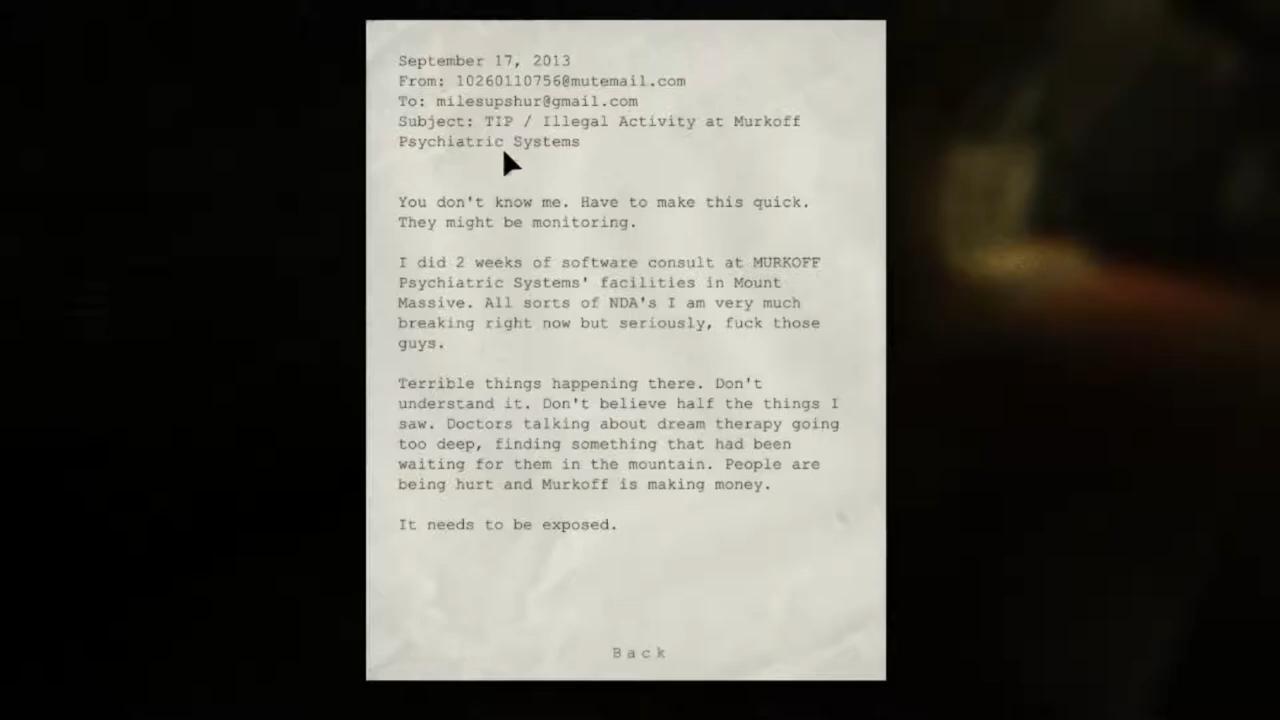 September 17, 2013
From: 10260110756@mutemail.com
To: milesupshur@gmail.com
Subject: TIP / Illegal Activity at Murkoff
Psychiatric Systems
You don't know me. Have to make this quick.
They might be monitoring.
I did 2 weeks of software consult at MURKOFF
Psychiatric Systems' facilities in Mount
Massive. All sorts of NDA's I am very much
breaking right now but seriously, fuck those
guys.
Terrible things happening there. Don't
understand it. Don't believe half the things I
saw. Doctors talking about dream therapy going
too deep, finding something that had been
waiting for them in the mountain. People are
being hurt and Murkoff is making money.
It needs to be exposed.
Back